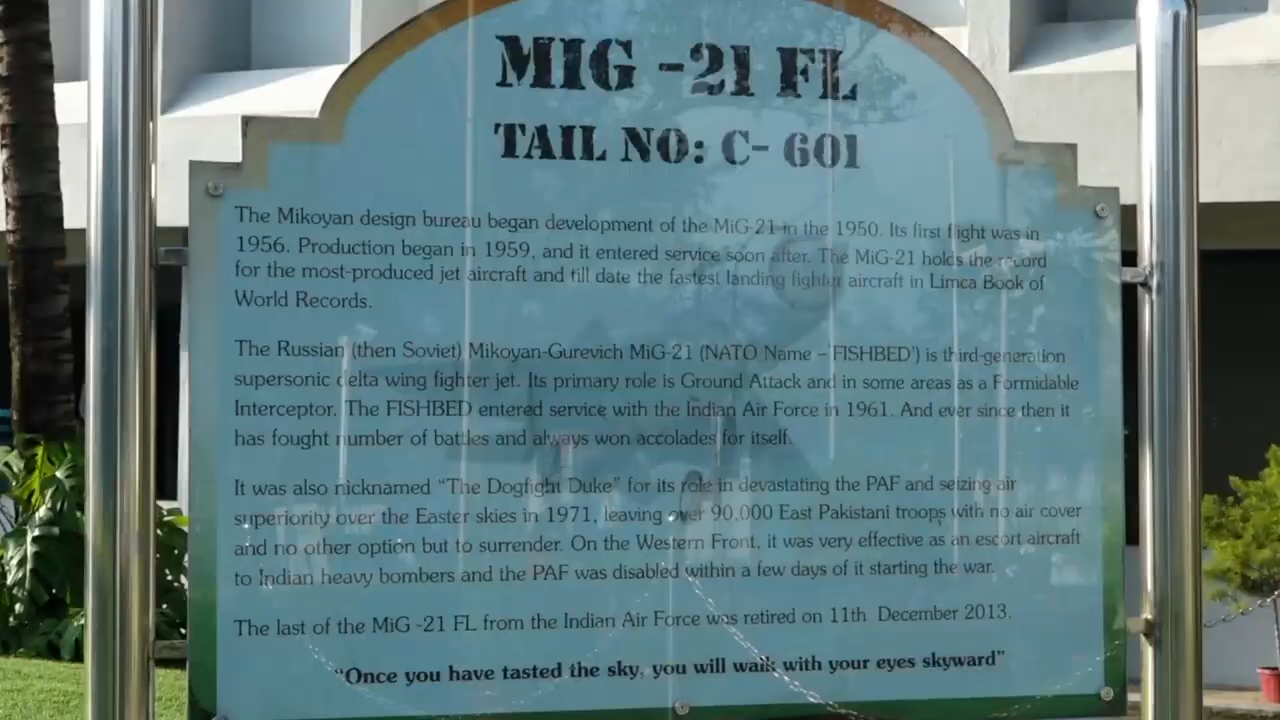 MIG -21 FL
TAIL NO: C- 601
The Mikoyan design bureau began development of the MiG-21 in the 1950. Its first flight was in
1956. Production began in 1959, and it entered service soon after. The MiG-21 holds the record
for the most-produced jet aircraft and till date the fastest landing fighter aircraft in Limca Book of
World Records.
The Russian (then Soviet) Mikoyan-Gurevich MiG-21 (NATO Name –'FISHBED') is third-generation
supersonic delta wing fighter jet. Its primary role is Ground Attack and in some areas as a Formidable
Interceptor. The FISHBED entered service with the Indian Air Force in 1961. And ever since then it
has fought number of battles and always won accolades for itself.
It was also nicknamed “The Dogfight Duke” for its role in devastating the PAF and seizing air
superiority over the Easter skies in 1971, leaving over 90,000 East Pakistani troops with no air cover
and no other option but to surrender. On the Western Front, it was very effective as an escort aircraft
to Indian heavy bombers and the PAF was disabled within a few days of it starting the war.
The last of the MiG -21 FL from the Indian Air Force was retired on 11th December 2013.
“Once you have tasted the sky, you will walk with your eyes skyward”